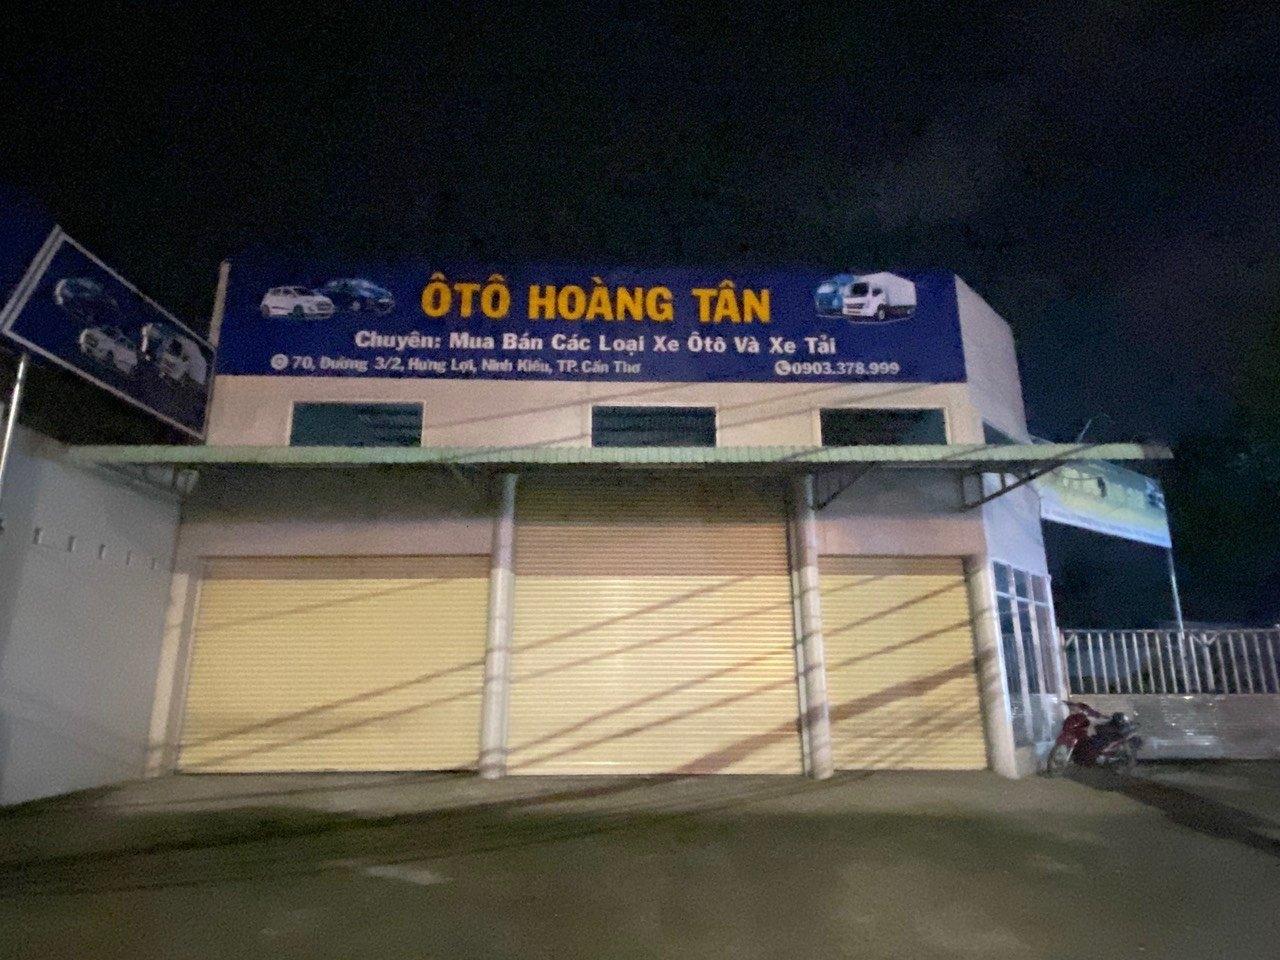 ÔTÔ HOÀNG TÂN
Chuyên: Mua Bán Các Loại Xe Ôtô Và Xe Tải
70, Đường 3/2, Hưng Lợi, Ninh Kiều, TP. Cần Thơ
0903.378.999